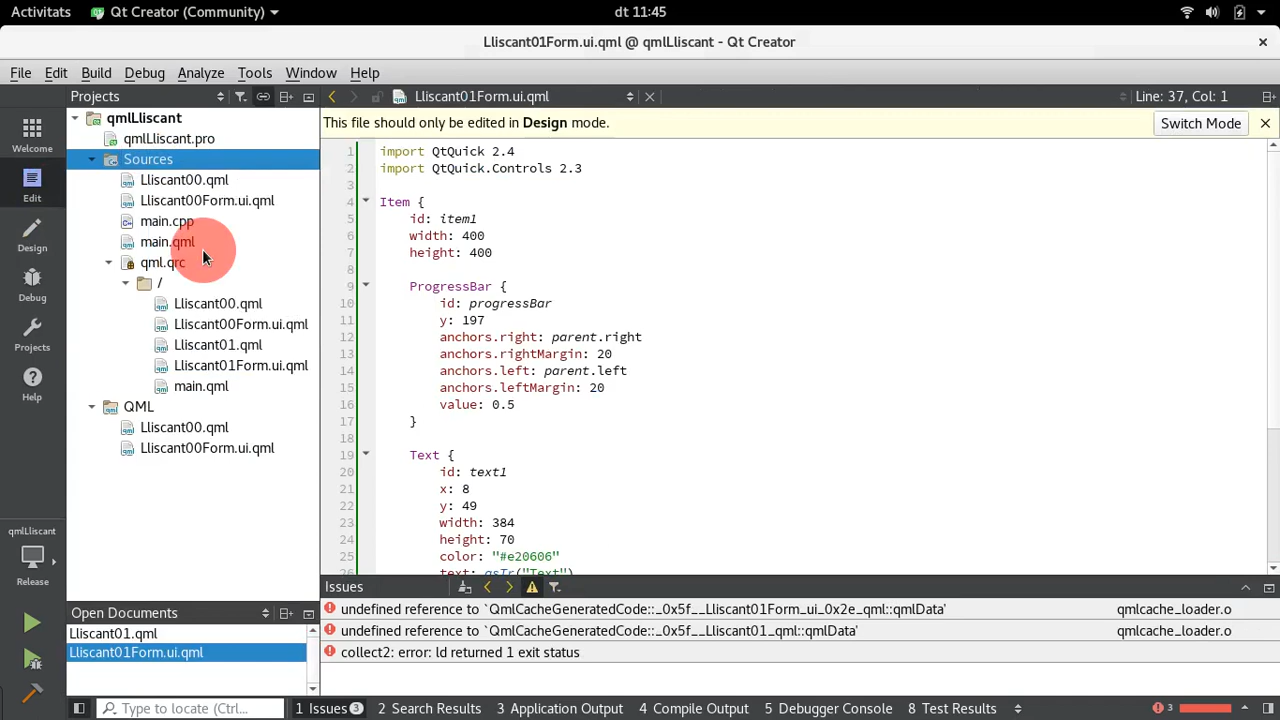 Activitats
Qt Creator (Community)
dt 11:45
Lliscant01Form.ui.qml @ qmlLliscant - Qt Creator
File Edit Build Debug Analyze Tools Window Help
Projects
Lliscant01Form.ui.qml
Line: 37, Col: 1
This file should only be edited in Design mode.
Switch Mode
Welcome
Edit
Design
Debug
Projects
Help
qmlLliscant
Release
qmlLliscant
qmlLliscant.pro
Sources
Lliscant00.qml
Lliscant00Form.ui.qml
main.cpp
main.qml
qml.qrc
/
Lliscant00.qml
Lliscant00Form.ui.qml
Lliscant01.qml
Lliscant01Form.ui.qml
main.qml
QML
Lliscant00.qml
Lliscant00Form.ui.qml
Open Documents
Lliscant01.qml
Lliscant01Form.ui.qml
1 import QtQuick 2.4
2 import QtQuick.Controls 2.3
3
4 Item {
5 id: item1
6 width: 400
7 height: 400
8
9 ProgressBar {
10 id: progressBar
11 y: 197
12 anchors.right: parent.right
13 anchors.rightMargin: 20
14 anchors.left: parent.left
15 anchors.leftMargin: 20
16 value: 0.5
17 }
18
19 Text {
20 id: text1
21 x: 8
22 y: 49
23 width: 384
24 height: 70
25 color: "#e20606"
text: qsTr("Text")
Issues
undefined reference to `QmlCacheGeneratedCode::_0x5f__Lliscant01Form_ui_0x2e_qml::qmlData' qmlcache_loader.o
undefined reference to `QmlCacheGeneratedCode::_0x5f__Lliscant01_qml::qmlData' qmlcache_loader.o
collect2: error: ld returned 1 exit status
Type to locate (Ctrl...
1 Issues 3
2 Search Results
3 Application Output
4 Compile Output
5 Debugger Console
8 Test Results
3